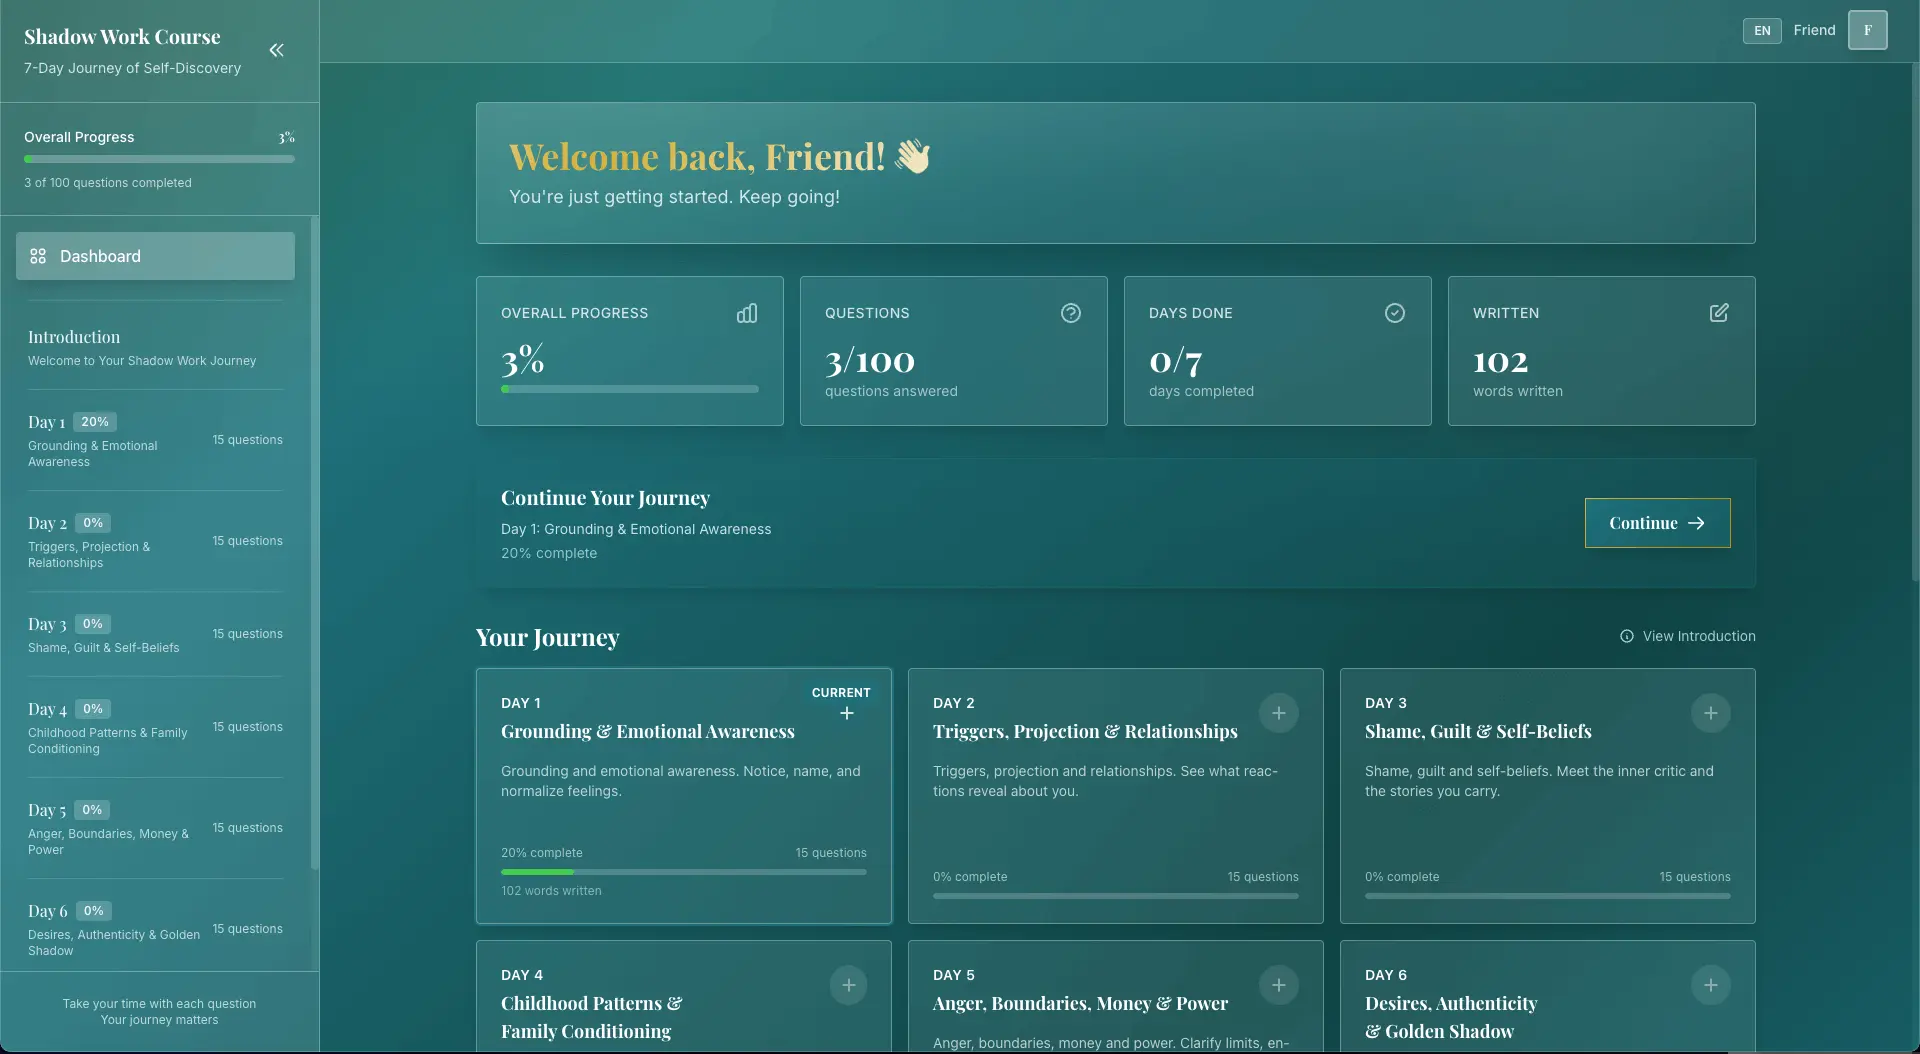 Shadow Work Course
7-Day Journey of Self-Discovery
Overall Progress
3%
3 of 100 questions completed
Dashboard
Introduction
Welcome to Your Shadow Work Journey
Day 1
20%
Grounding & Emotional
Awareness
15 questions
Day 2
0%
Triggers, Projection &
Relationships
15 questions
Day 3
0%
Shame, Guilt & Self-Beliefs
15 questions
Day 4
0%
Childhood Patterns & Family
Conditioning
15 questions
Day 5
0%
Anger, Boundaries, Money &
Power
15 questions
Day 6
0%
Desires, Authenticity & Golden
Shadow
15 questions
Take your time with each question
Your journey matters
EN
Friend
F
Welcome back, Friend! 👋
You're just getting started. Keep going!
OVERALL PROGRESS
3%
QUESTIONS
3/100
questions answered
DAYS DONE
0/7
days completed
WRITTEN
102
words written
Continue Your Journey
Day 1: Grounding & Emotional Awareness
20% complete
Continue →
Your Journey
View Introduction
DAY 1
CURRENT
Grounding & Emotional Awareness
Grounding and emotional awareness. Notice, name, and
normalize feelings.
20% complete
15 questions
102 words written
DAY 2
Triggers, Projection & Relationships
Triggers, projection and relationships. See what reac-
tions reveal about you.
0% complete
15 questions
DAY 3
Shame, Guilt & Self-Beliefs
Shame, guilt and self-beliefs. Meet the inner critic and
the stories you carry.
0% complete
15 questions
DAY 4
Childhood Patterns &
Family Conditioning
DAY 5
Anger, Boundaries, Money & Power
Anger, boundaries, money and power. Clarify limits, en-
DAY 6
Desires, Authenticity
& Golden Shadow